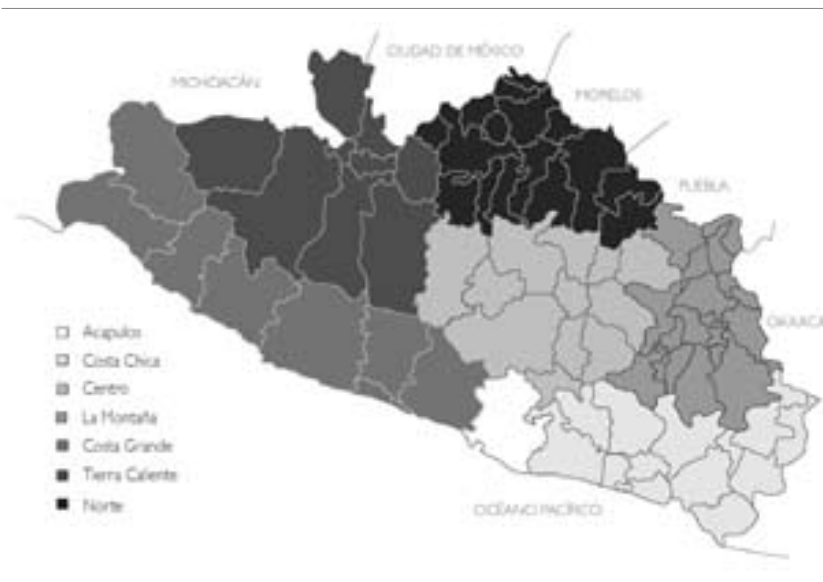 CIUDAD DE MÉXICO
MICHOACÁN
MORELOS
PUEBLA
OAXACA
Acapulos
Costa Chica
Centro
La Montaña
Costa Grande
Tierra Caliente
Norte
OCÉANO PACÍFICO